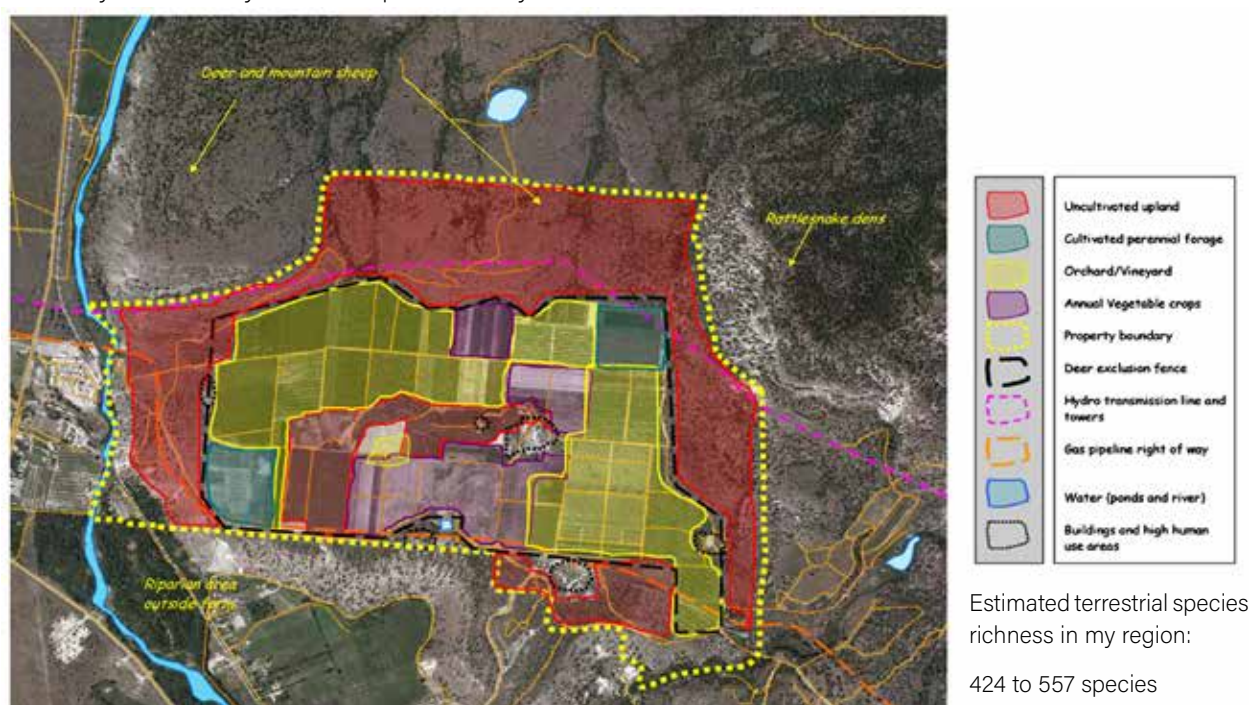 Deer and mountain sheep
Rattlesnake dens
Riparian area
outside farm
Uncultivated upland
Cultivated perennial forage
Orchard/Vineyard
Annual Vegetable crops
Property boundary
Deer exclusion fence
Hydro transmission line and
towers
Gas pipeline right of way
Water (ponds and river)
Buildings and high human
use areas
Estimated terrestrial species
richness in my region:
424 to 557 species